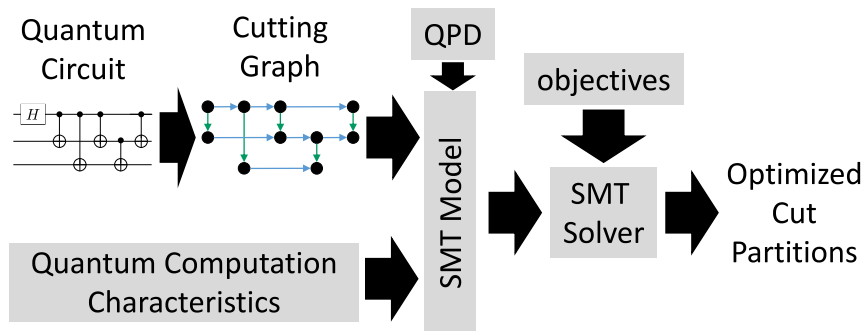 Quantum
Circuit
Cutting
Graph
QPD
objectives
H
SMT Model
SMT
Solver
Optimized
Cut
Partitions
Quantum Computation
Characteristics